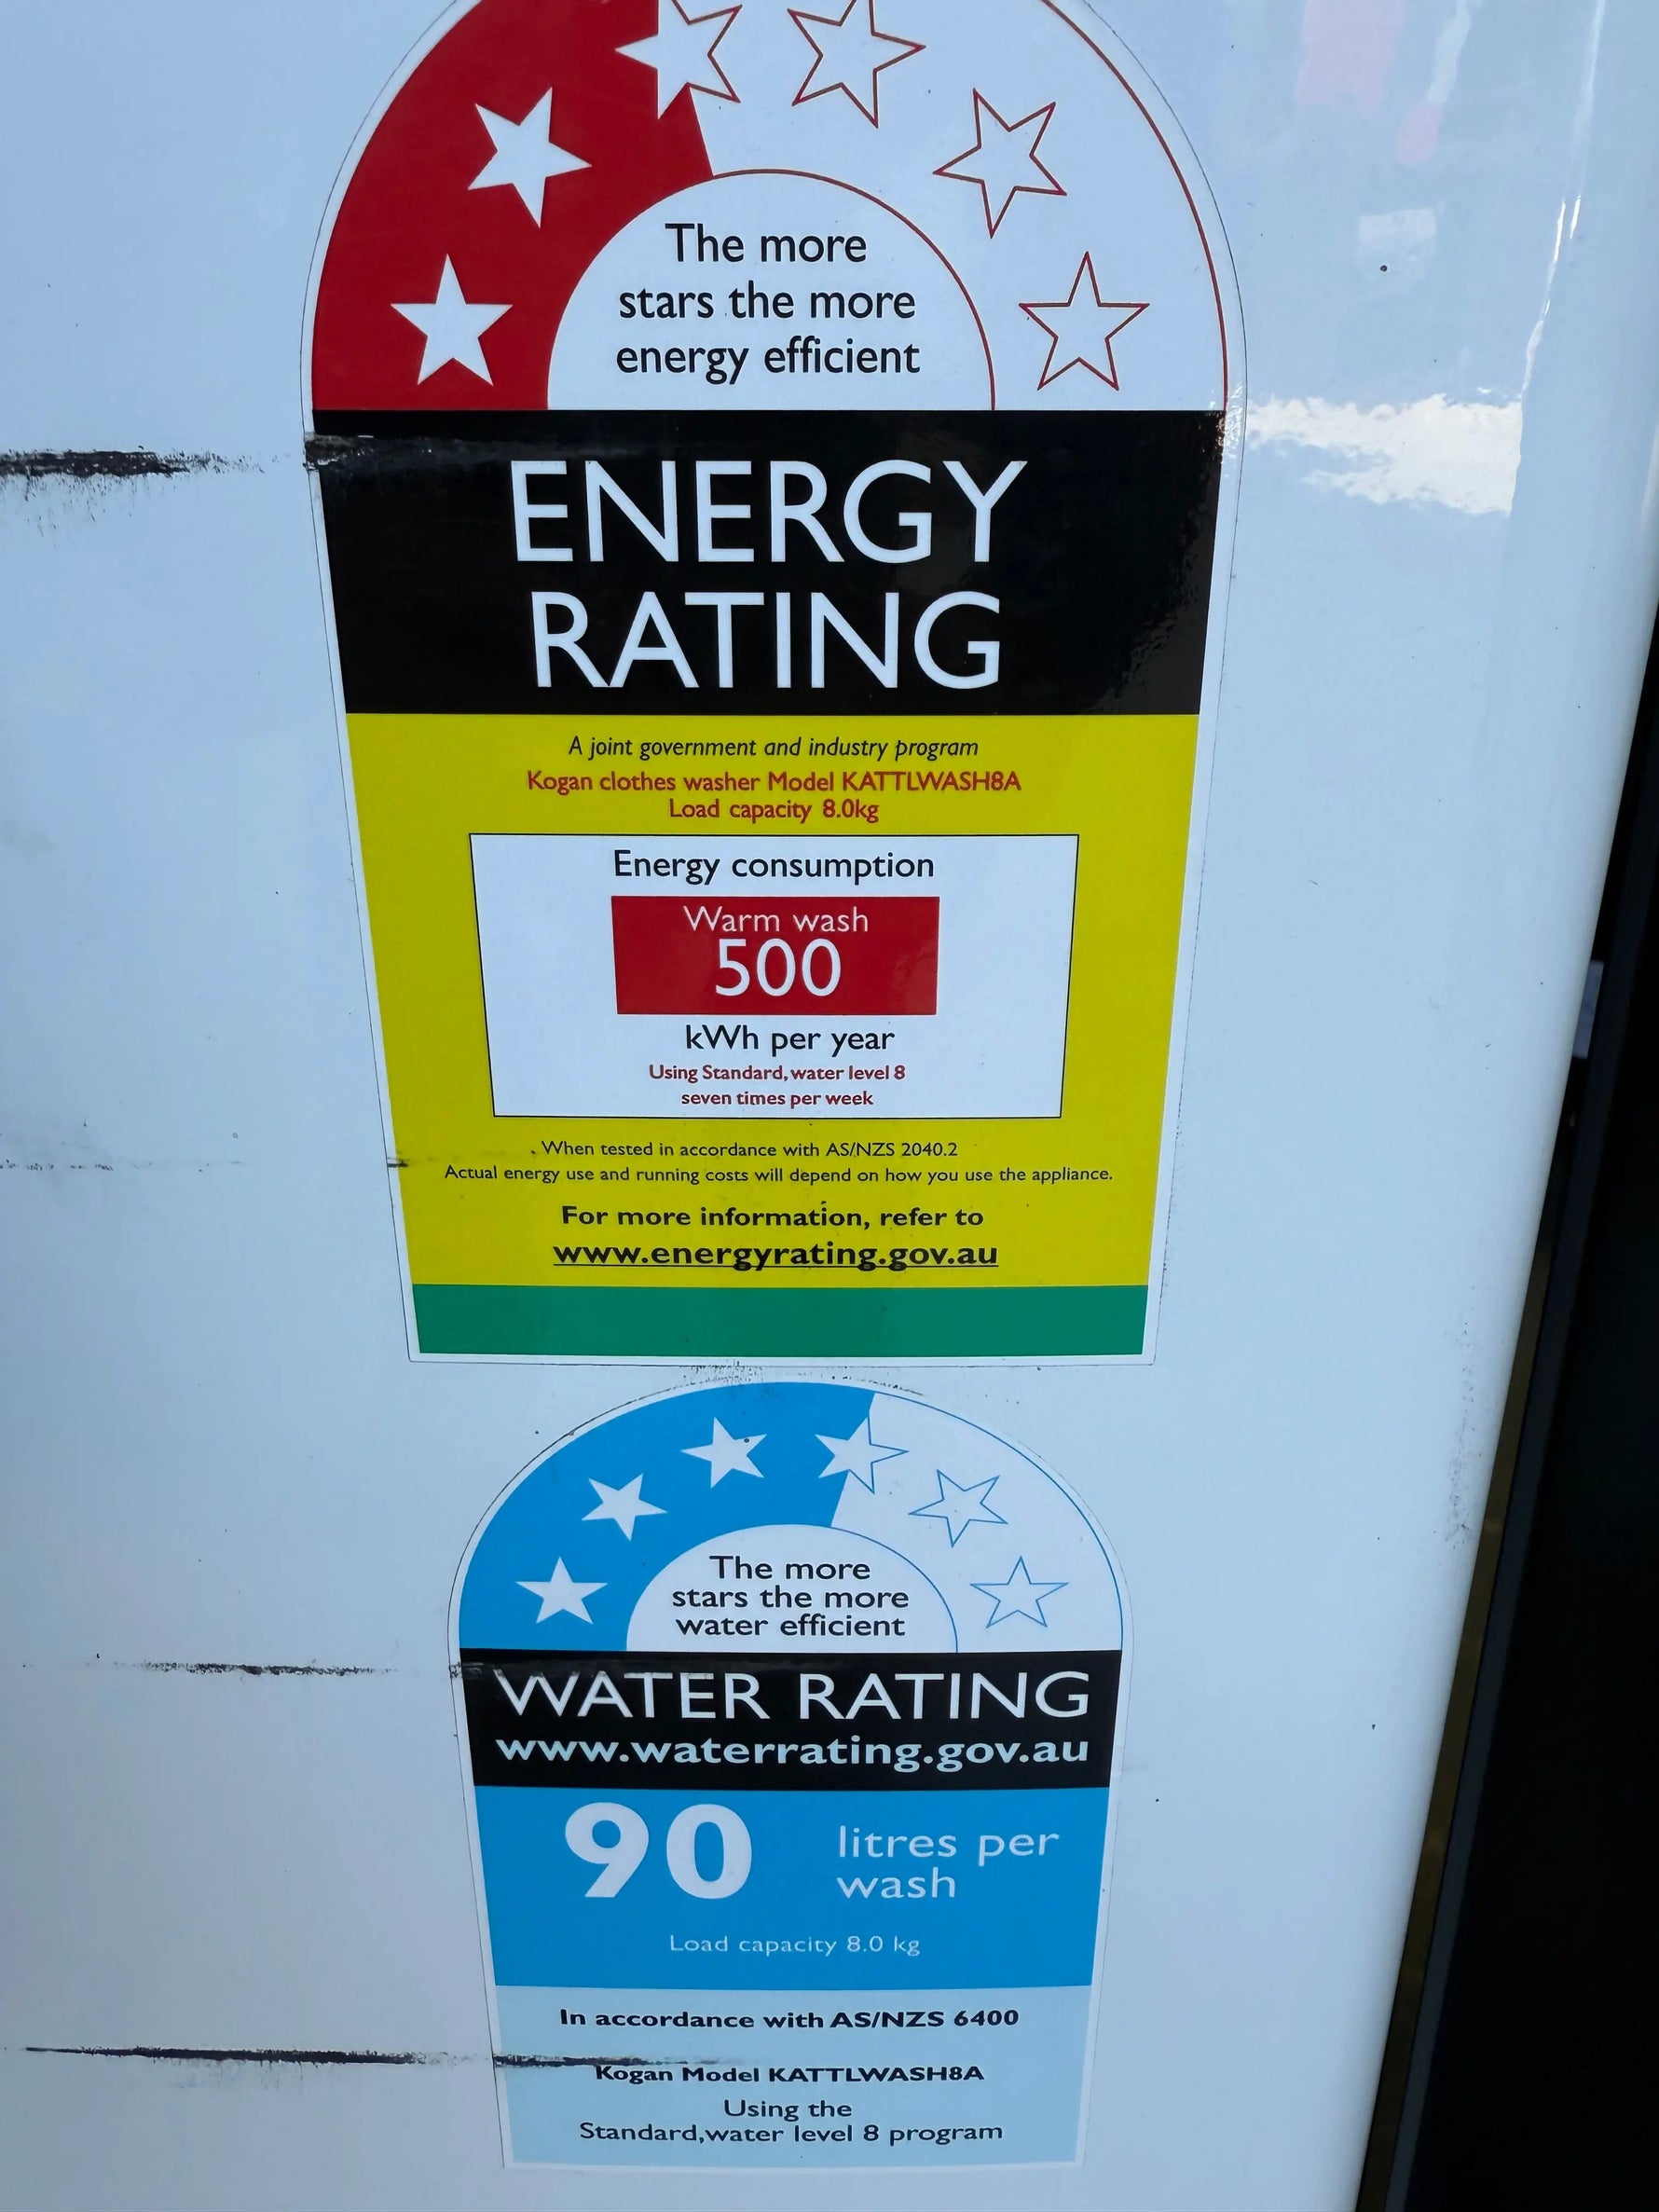 The more
stars the more
energy efficient
ENERGY
RATING
A joint government and industry program
Kogan clothes washer Model KATTLWASH8A
Load capacity 8.0kg
Energy consumption
Warm wash
500
kWh per year
Using Standard,water level 8
seven times per week
When tested in accordance with AS/NZS 2040.2
Actual energy use and running costs will depend on how you use the appliance.
For more information, refer to
www.energyrating.gov.au
The more
stars the more
water efficient
WATER RATING
www.waterrating.gov.au
90 litres per
wash
Load capacity 8.0 kg
In accordance with AS/NZS 6400
Kogan Model KATTLWASH8A
Using the
Standard,water level 8 program